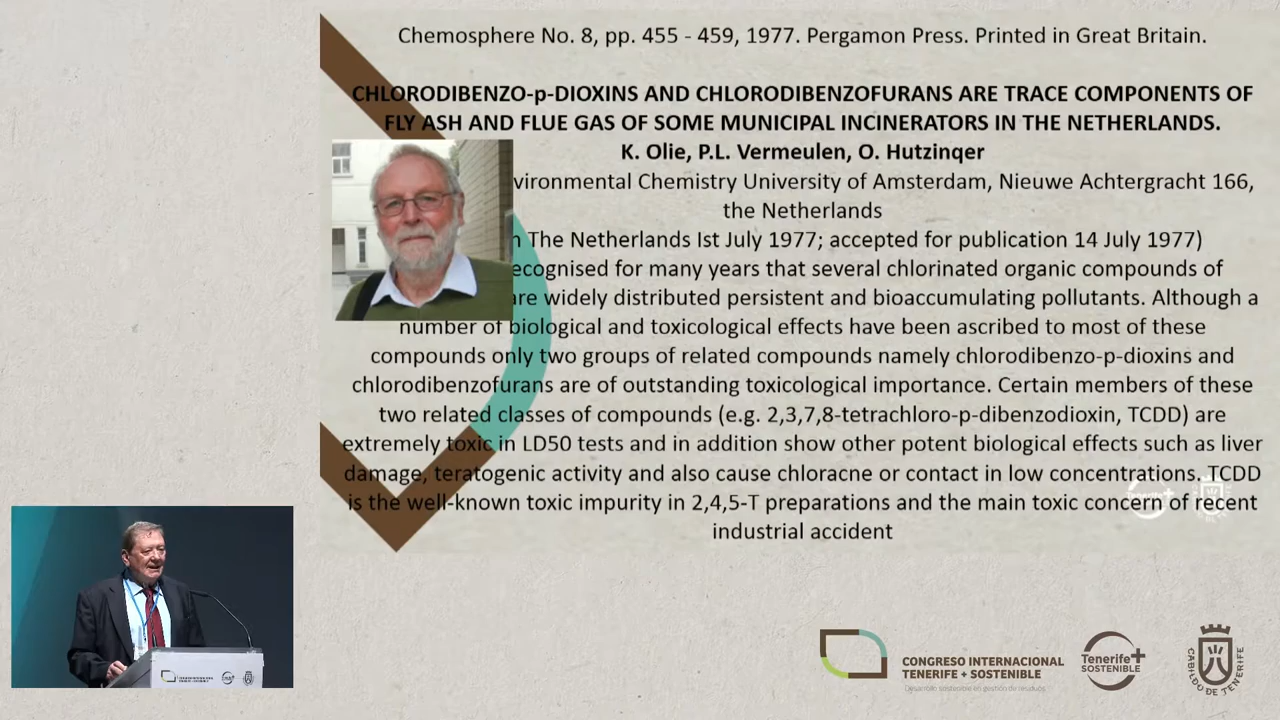 Chemosphere No. 8, pp. 455 - 459, 1977. Pergamon Press. Printed in Great Britain.
CHLORODIBENZO-p-DIOXINS AND CHLORODIBENZOFURANS ARE TRACE COMPONENTS OF
FLY ASH AND FLUE GAS OF SOME MUNICIPAL INCINERATORS IN THE NETHERLANDS.
K. Olie, P.L. Vermeulen, O. Hutzinqer
vironmental Chemistry University of Amsterdam, Nieuwe Achtergracht 166,
the Netherlands
The Netherlands Ist July 1977; accepted for publication 14 July 1977)
ecognised for many years that several chlorinated organic compounds of
are widely distributed persistent and bioaccumulating pollutants. Although a
number of biological and toxicological effects have been ascribed to most of these
compounds only two groups of related compounds namely chlorodibenzo-p-dioxins and
chlorodibenzofurans are of outstanding toxicological importance. Certain members of these
two related classes of compounds (e.g. 2,3,7,8-tetrachloro-p-dibenzodioxin, TCDD) are
extremely toxic in LD50 tests and in addition show other potent biological effects such as liver
damage, teratogenic activity and also cause chloracne or contact in low concentrations. TCDD
is the well-known toxic impurity in 2,4,5-T preparations and the main toxic concern of recent
industrial accident
CONGRESO INTERNACIONAL
TENERIFE + SOSTENIBLE
Desarrollo sostenible en gestión de residuos
Tenerife+
SOSTENIBLE
CABILDO DE TENERIFE